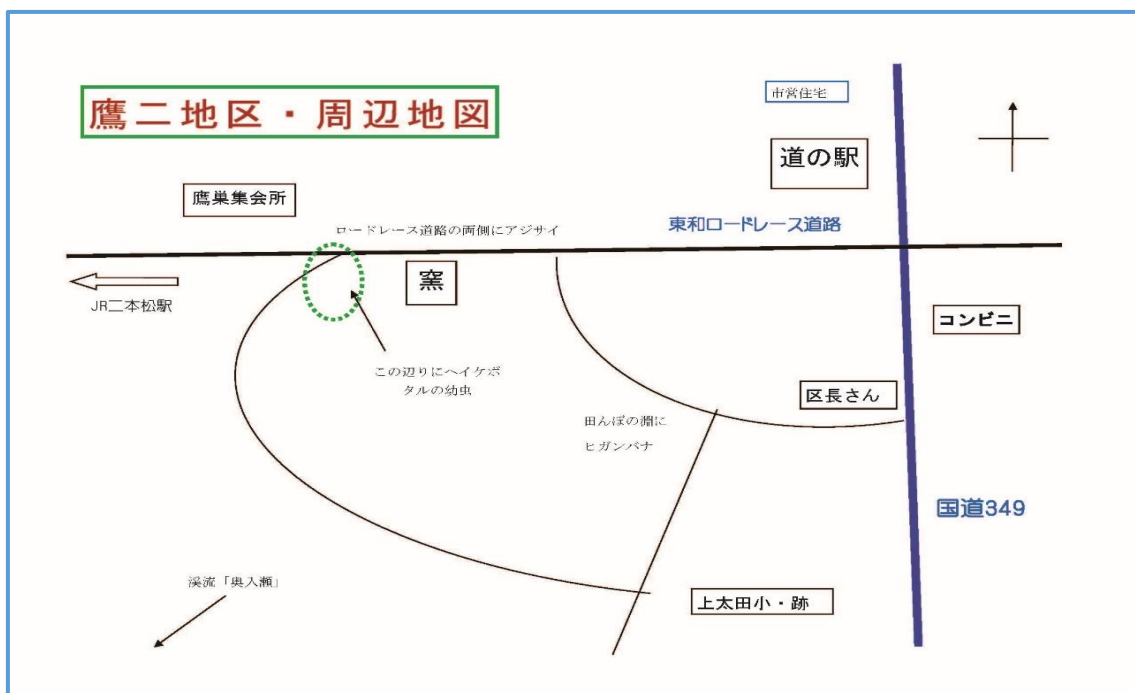 鷹二地区・周辺地図
市営住宅
道の駅
鷹巣集会所
ロードレース道路の両側にアジサイ
東和ロードレース道路
窯
JR二本松駅
コンビニ
この辺りにヘイケボ
タルの幼虫
区長さん
田んぼの淵に
ヒガンバナ
国道349
渓流「奥入瀬」
上太田小・跡